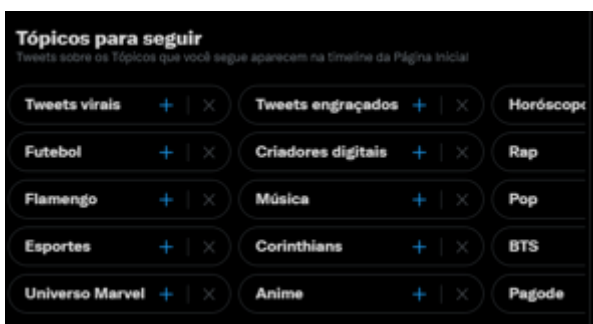 Tópicos para seguir
Tweets sobre os Tópicos que você segue aparecem na timeline da Página Inicial
Tweets virais + | × Tweets engraçados + | × Horóscopo
Futebol + | × Criadores digitais + | × Rap
Flamengo + | × Música + | × Pop
Esportes + | × Corinthians + | × BTS
Universo Marvel + | × Anime + | × Pagode